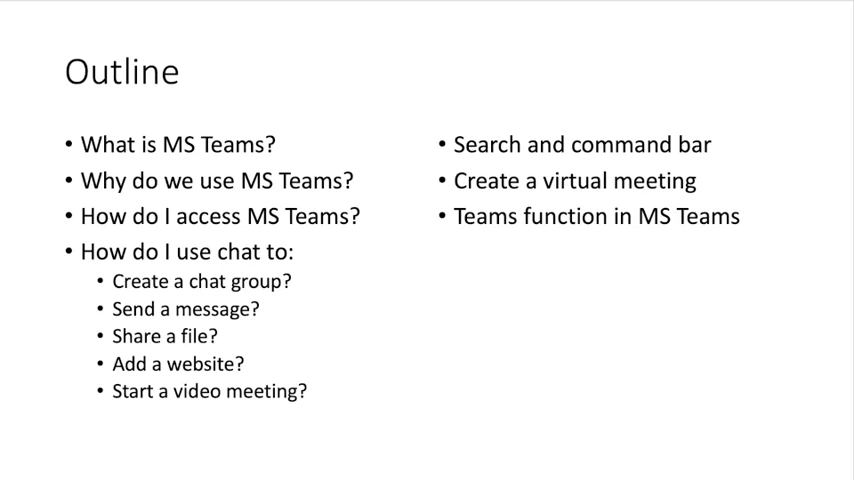 Outline
• What is MS Teams?
• Why do we use MS Teams?
• How do I access MS Teams?
• How do I use chat to:
• Create a chat group?
• Send a message?
• Share a file?
• Add a website?
• Start a video meeting?
• Search and command bar
• Create a virtual meeting
• Teams function in MS Teams